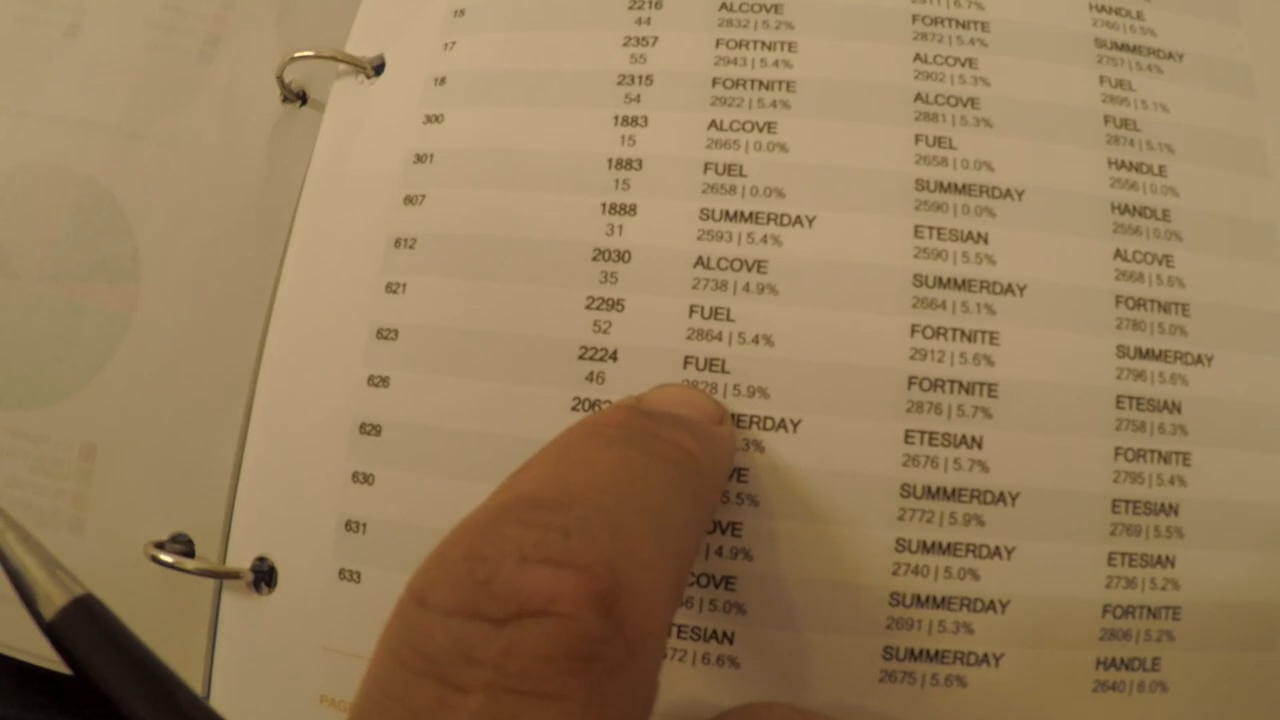 2216 ALCOVE 2911 | 6.7% HANDLE
15 44 2832 | 5.2% FORTNITE 2760 | 6.5%
17 2357 FORTNITE 2872 | 5.4% SUMMERDAY
55 2943 | 5.4% ALCOVE 2757 | 5.4%
18 2315 FORTNITE 2902 | 5.3% FUEL
54 2922 | 5.4% ALCOVE 2895 | 5.1%
300 1883 ALCOVE 2881 | 5.3% FUEL
15 2665 | 0.0% FUEL 2874 | 5.1%
301 1883 FUEL 2658 | 0.0% HANDLE
15 2658 | 0.0% SUMMERDAY 2556 | 0.0%
607 1888 SUMMERDAY 2590 | 0.0% HANDLE
31 2593 | 5.4% ETESIAN 2556 | 0.0%
612 2030 ALCOVE 2590 | 5.5% ALCOVE
35 2738 | 4.9% SUMMERDAY 2668 | 5.6%
621 2295 FUEL 2664 | 5.1% FORTNITE
52 2864 | 5.4% FORTNITE 2780 | 5.0%
623 2224 FUEL 2912 | 5.6% SUMMERDAY
46 2828 | 5.9% FORTNITE 2796 | 5.6%
626 2876 | 5.7% ETESIAN
ETESIAN 2758 | 6.3%
629 2676 | 5.7% FORTNITE
5.5% SUMMERDAY 2795 | 5.4%
630 2772 | 5.9% ETESIAN
| 4.9% SUMMERDAY 2769 | 5.5%
631 2740 | 5.0% ETESIAN
| 5.0% SUMMERDAY 2736 | 5.2%
633 2691 | 5.3% FORTNITE
| 6.6% SUMMERDAY 2806 | 5.2%
2675 | 5.6% HANDLE
2640 | 6.0%